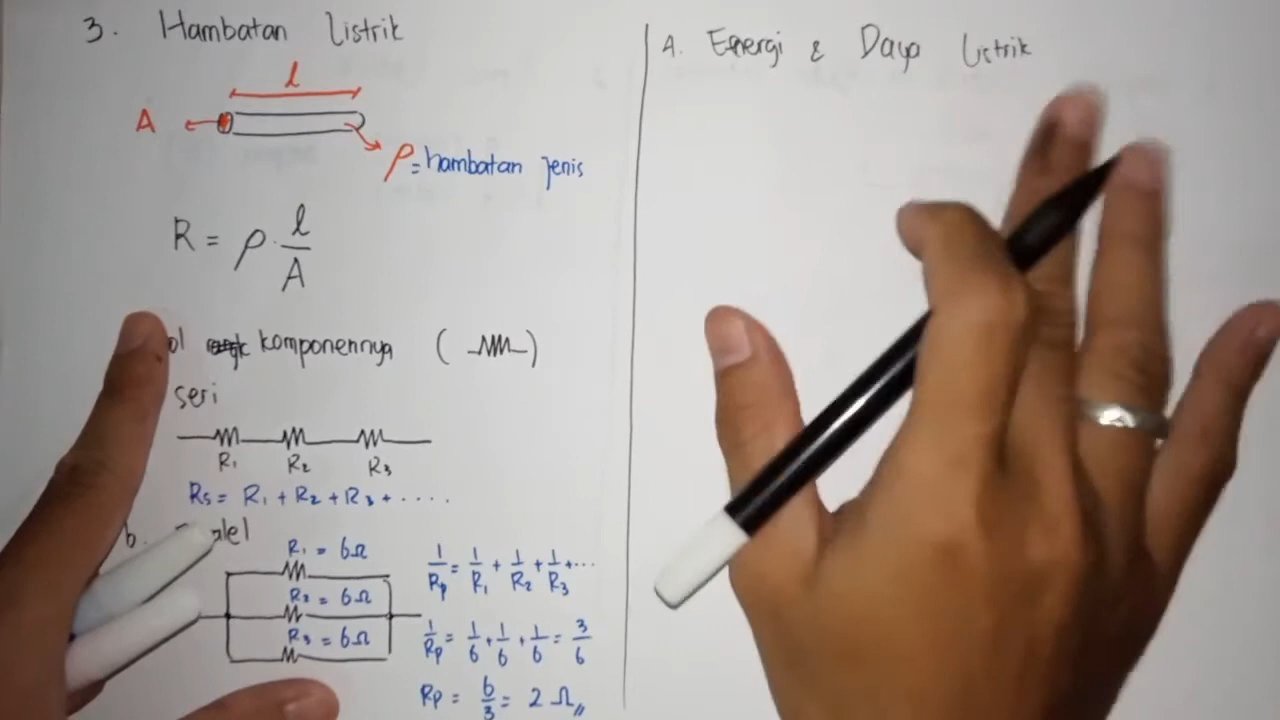 3. Hambatan listrik
l
A
ρ = hambatan jenis
R = ρ · l/A
komponennya ( )
seri
R₁ R₂ R₃
Rs = R₁ + R₂ + R₃ + .....
b.
R₁ = 6Ω
R₂ = 6Ω
R₃ = 6Ω
1/Rp = 1/R₁ + 1/R₂ + 1/R₃ + ...
1/Rp = 1/6 + 1/6 + 1/6 = 3/6
Rp = 6/3 = 2 Ω //
4. Energi & Daya listrik